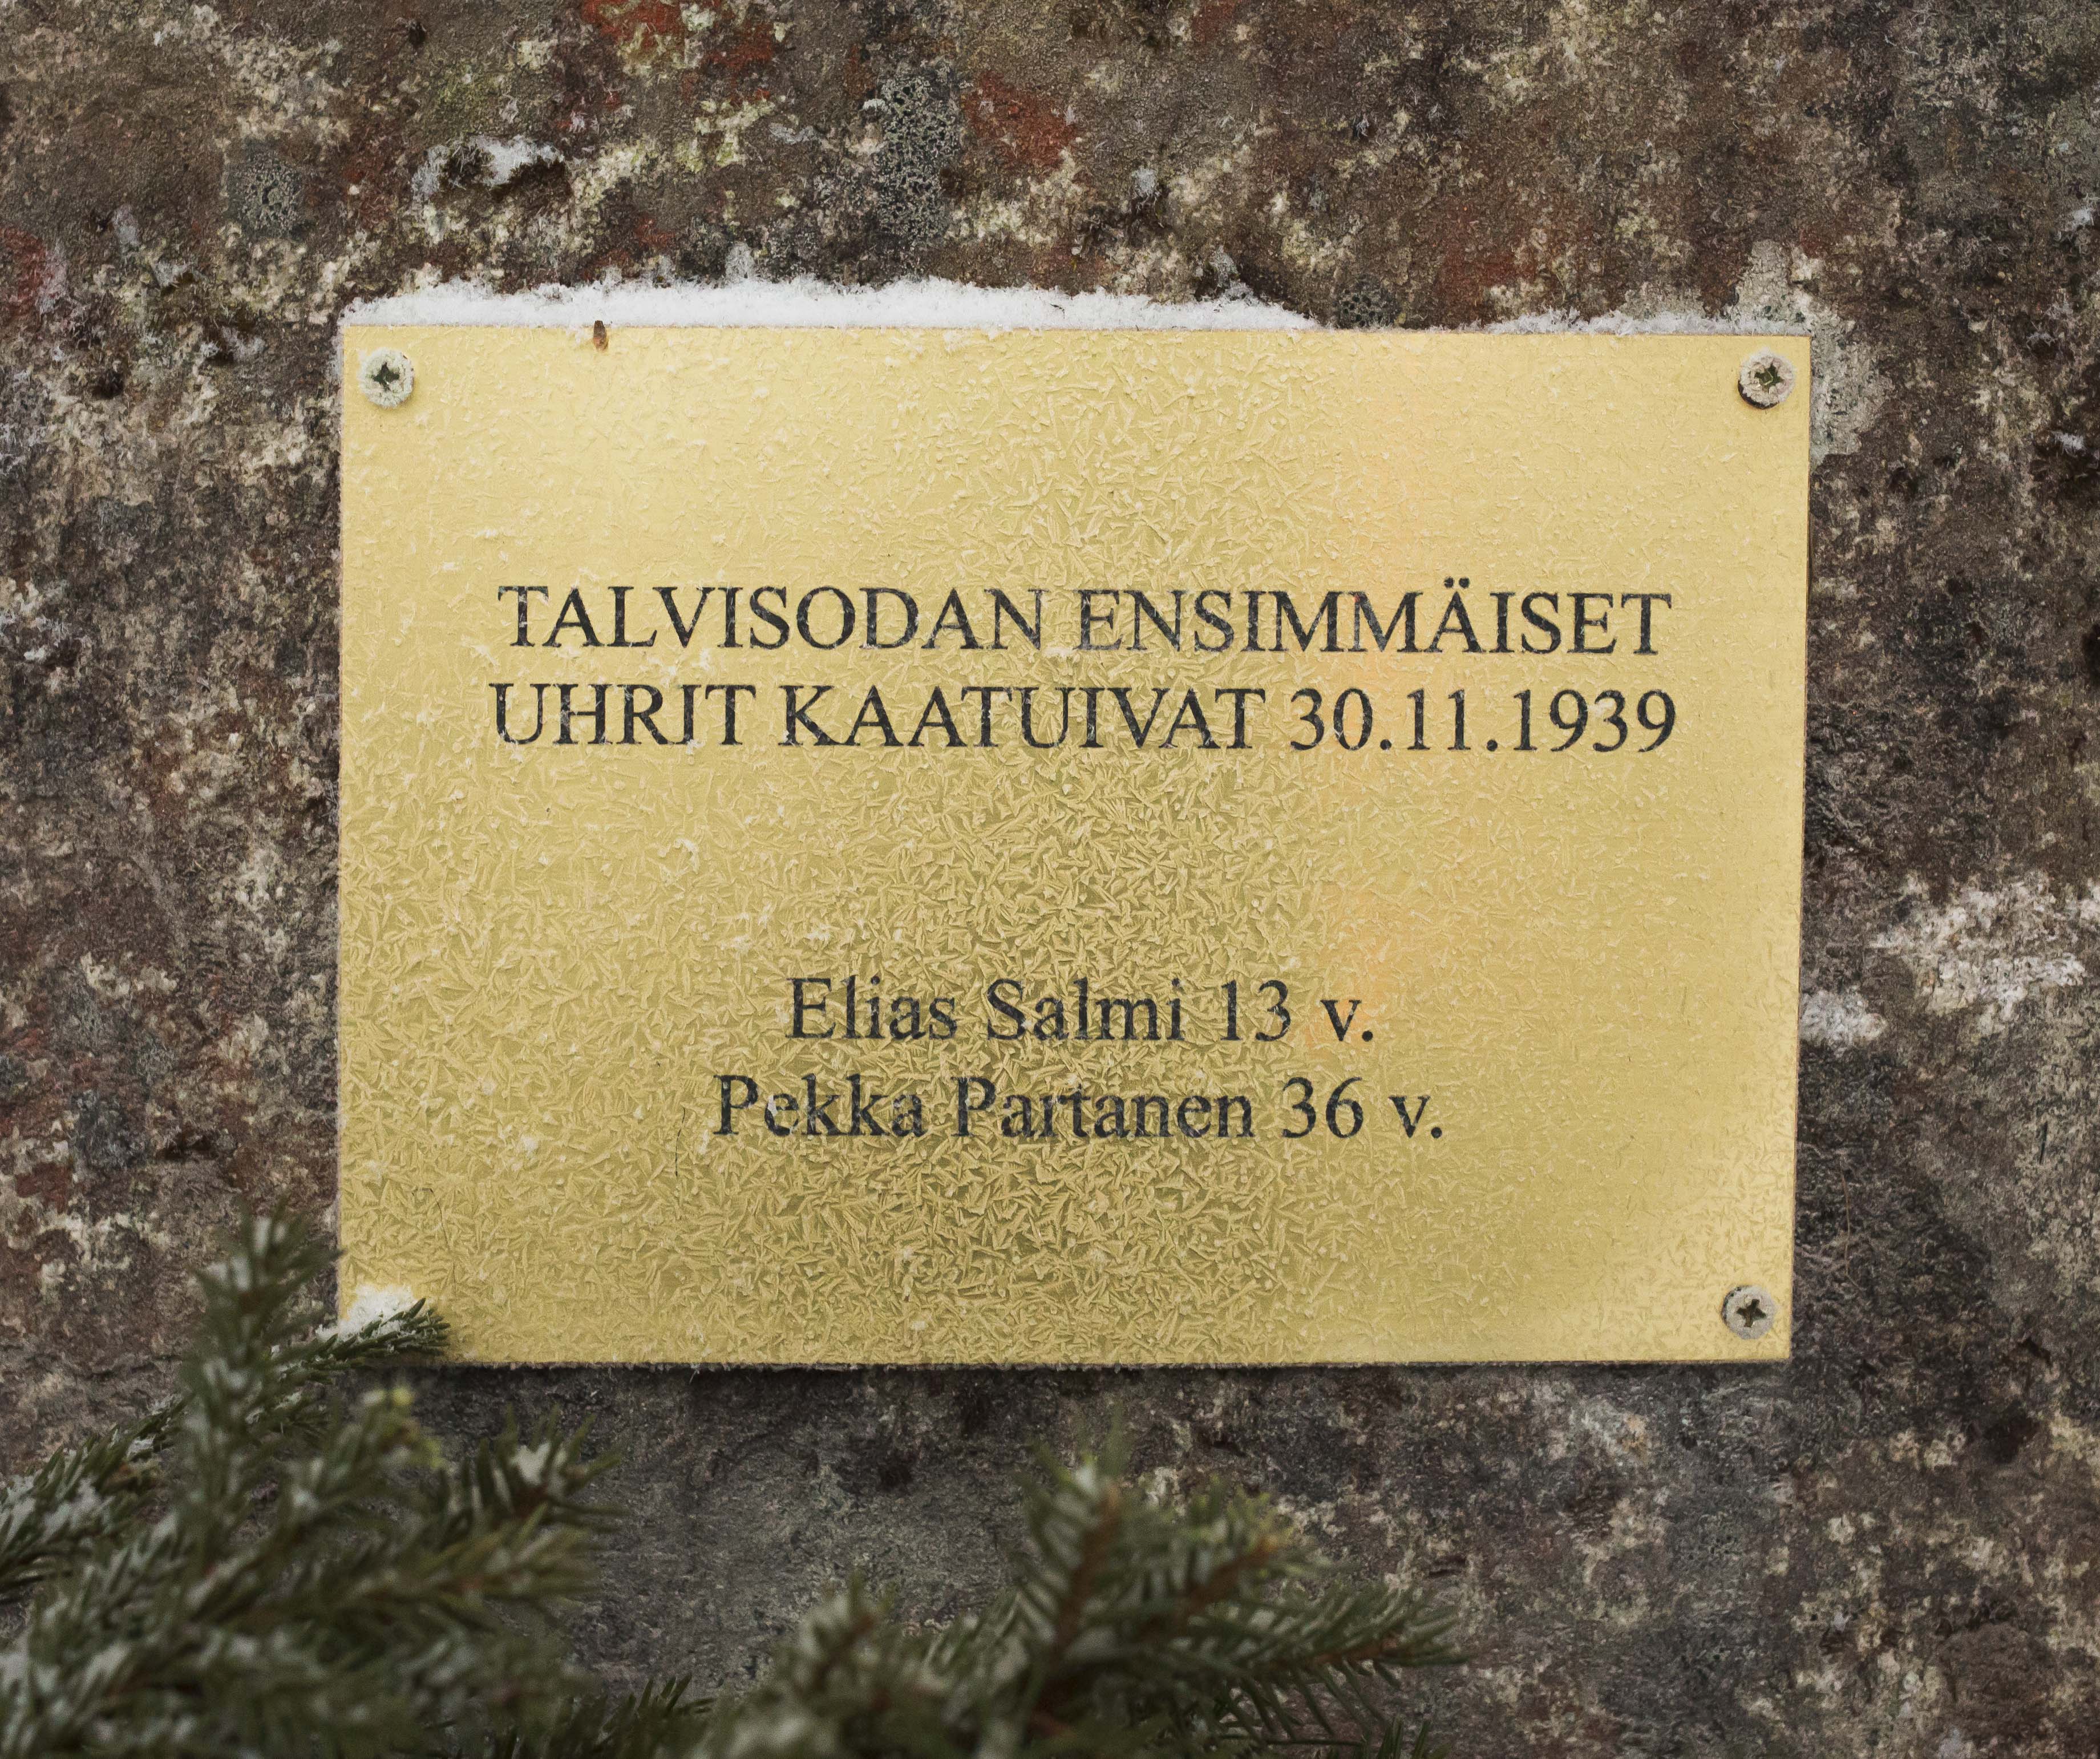 TALVISODAN ENSIMMÄISET
UHRIT KAATUIVAT 30.11.1939
Elias Salmi 13 v.
Pekka Partanen 36 v.